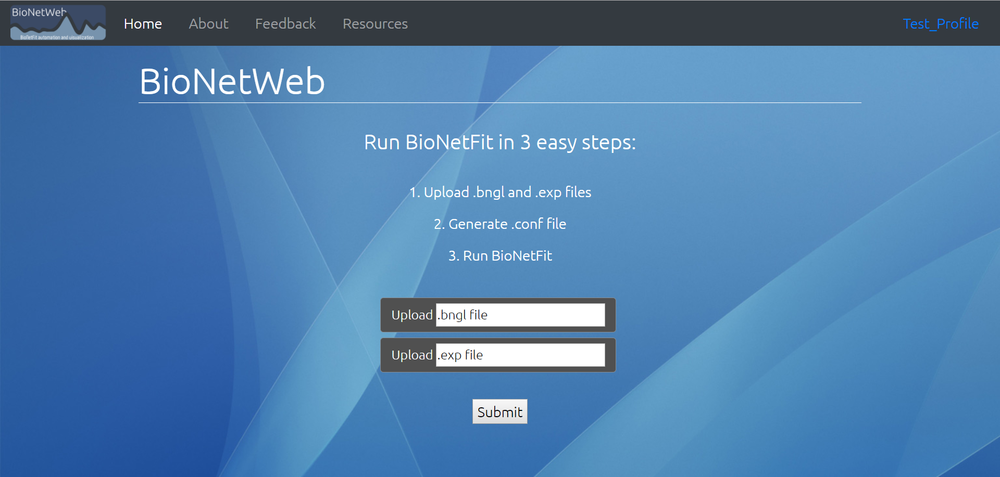 BioNetWeb
BioNetFit automation and visualization
Home About Feedback Resources Test_Profile
BioNetWeb
Run BioNetFit in 3 easy steps:
1. Upload .bngl and .exp files
2. Generate .conf file
3. Run BioNetFit
Upload .bngl file
Upload .exp file
Submit